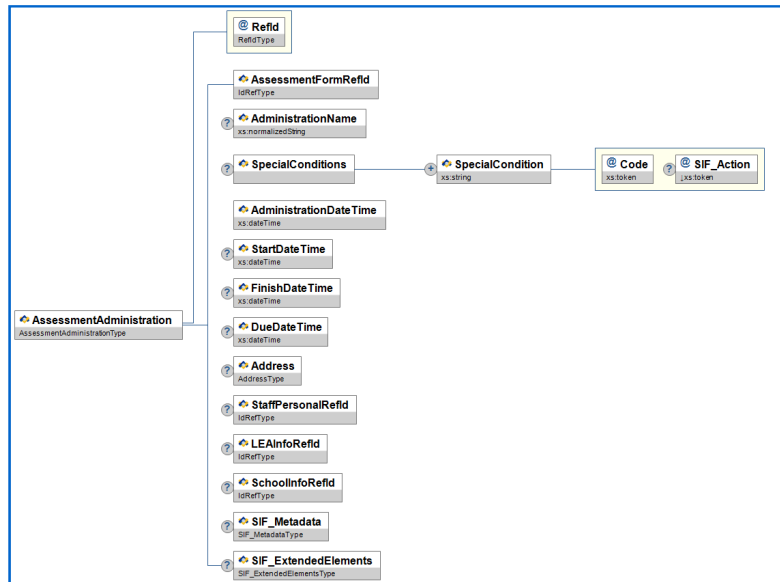 @ RefId
RefIdType
AssessmentFormRefId
IdRefType
? AdministrationName
xs:normalizedString
? SpecialConditions
+ SpecialCondition
xs:string
@ Code
xs:token
? @ SIF_Action
↓xs:token
AdministrationDateTime
xs:dateTime
? StartDateTime
xs:dateTime
? FinishDateTime
xs:dateTime
AssessmentAdministration
AssessmentAdministrationType
? DueDateTime
xs:dateTime
? Address
AddressType
? StaffPersonalRefId
IdRefType
? LEAInfoRefId
IdRefType
? SchoolInfoRefId
IdRefType
? SIF_Metadata
SIF_MetadataType
? SIF_ExtendedElements
SIF_ExtendedElementsType